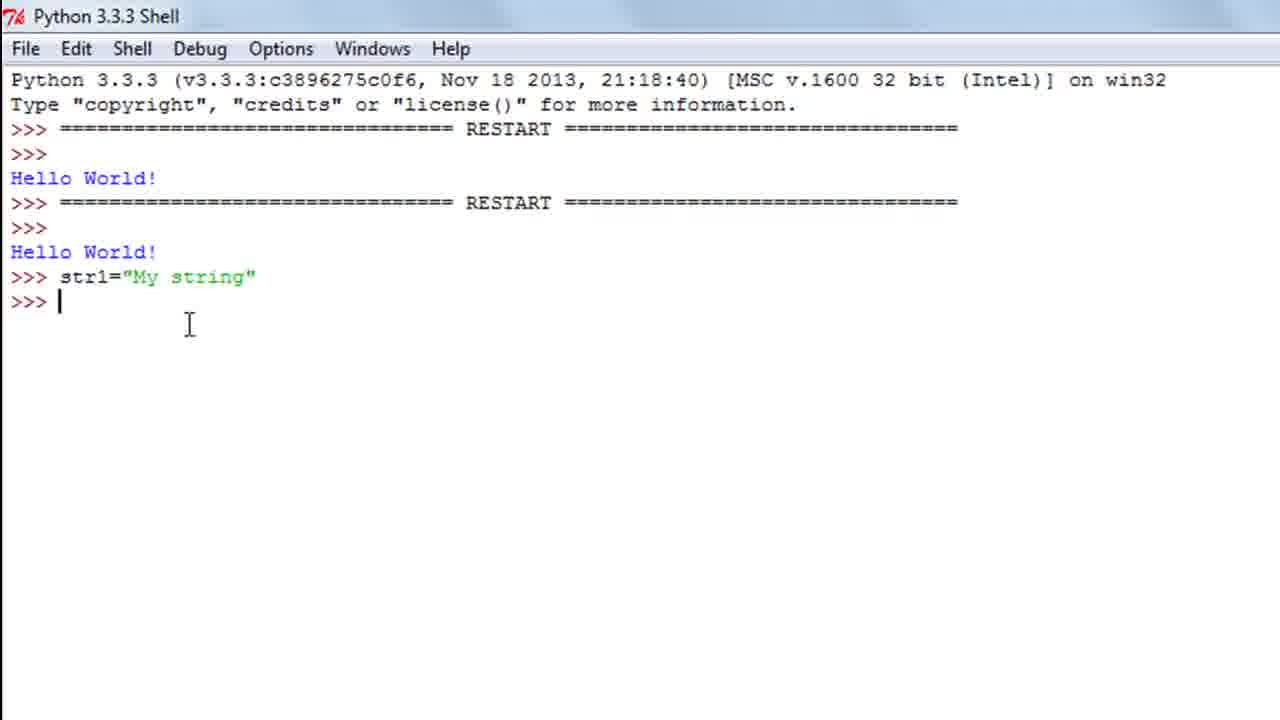 Python 3.3.3 Shell
File Edit Shell Debug Options Windows Help
Python 3.3.3 (v3.3.3:c3896275c0f6, Nov 18 2013, 21:18:40) [MSC v.1600 32 bit (Intel)] on win32
Type "copyright", "credits" or "license()" for more information.
>>> ================================ RESTART ================================
>>>
Hello World!
>>> ================================ RESTART ================================
>>>
Hello World!
>>> str1="My string"
>>>